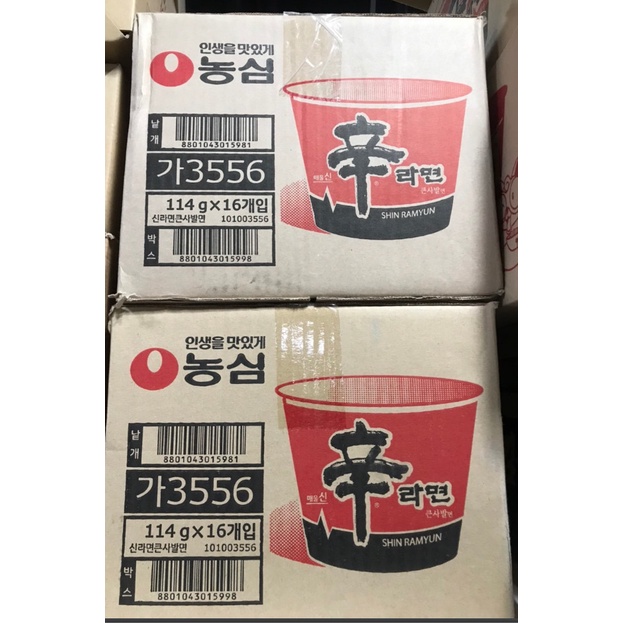 인생을 맛있게
농심
낱개
8801043015981
가3556
114g×16개입
신라면큰사발면 101003556
박스
8801043015998
매울신
辛라면
큰사발면
SHIN RAMYUN
인생을 맛있게
농심
낱개
8801043015981
가3556
114g×16개입
신라면큰사발면 101003556
박스
8801043015998
매울신
辛라면
큰사발면
SHIN RAMYUN